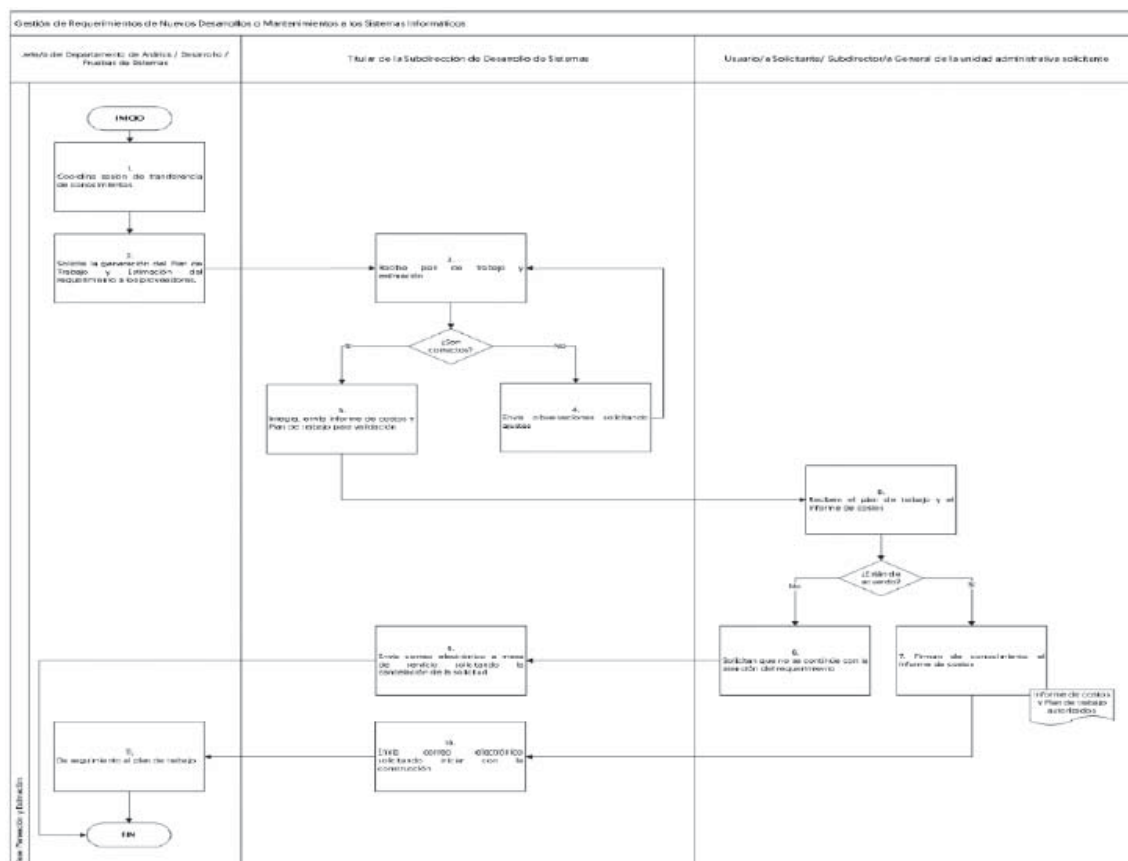 Gestión de Requerimientos de Nuevos Desarrollos o Mantenimientos a los Sistemas Informáticos
Jefe/a del Departamento de Análisis / Desarrollo /
Pruebas de Sistemas
Titular de la Subdirección de Desarrollo de Sistemas
Usuario/a Solicitante/ Subdirector/a General de la unidad administrativa solicitante
INICIO
1.
Coordina sesión de transferencia
de conocimientos
2.
Solicita la generación del Plan de
Trabajo y Estimación del
requerimiento a los proveedores.
3.
Recibe plan de trabajo y
estimación
¿Son
correctos?
Si
No
5.
Integra, envía informe de costos y
Plan de trabajo para validación
4.
Envía observaciones solicitando
ajustes
6.
Reciben el plan de trabajo y el
informe de costos
¿Están de
acuerdo?
No
Si
8.
Solicitan que no se continúe con la
atención del requerimiento
7. Firman de conocimiento el
informe de costos
Informe de costos
y Plan de trabajo
autorizados
9.
Envía correo electrónico a mesa
de servicio solicitando la
cancelación de la solicitud
10.
Envía correo electrónico
solicitando iniciar con la
construcción
11.
Da seguimiento al plan de trabajo
FIN
Planeación y Estimación